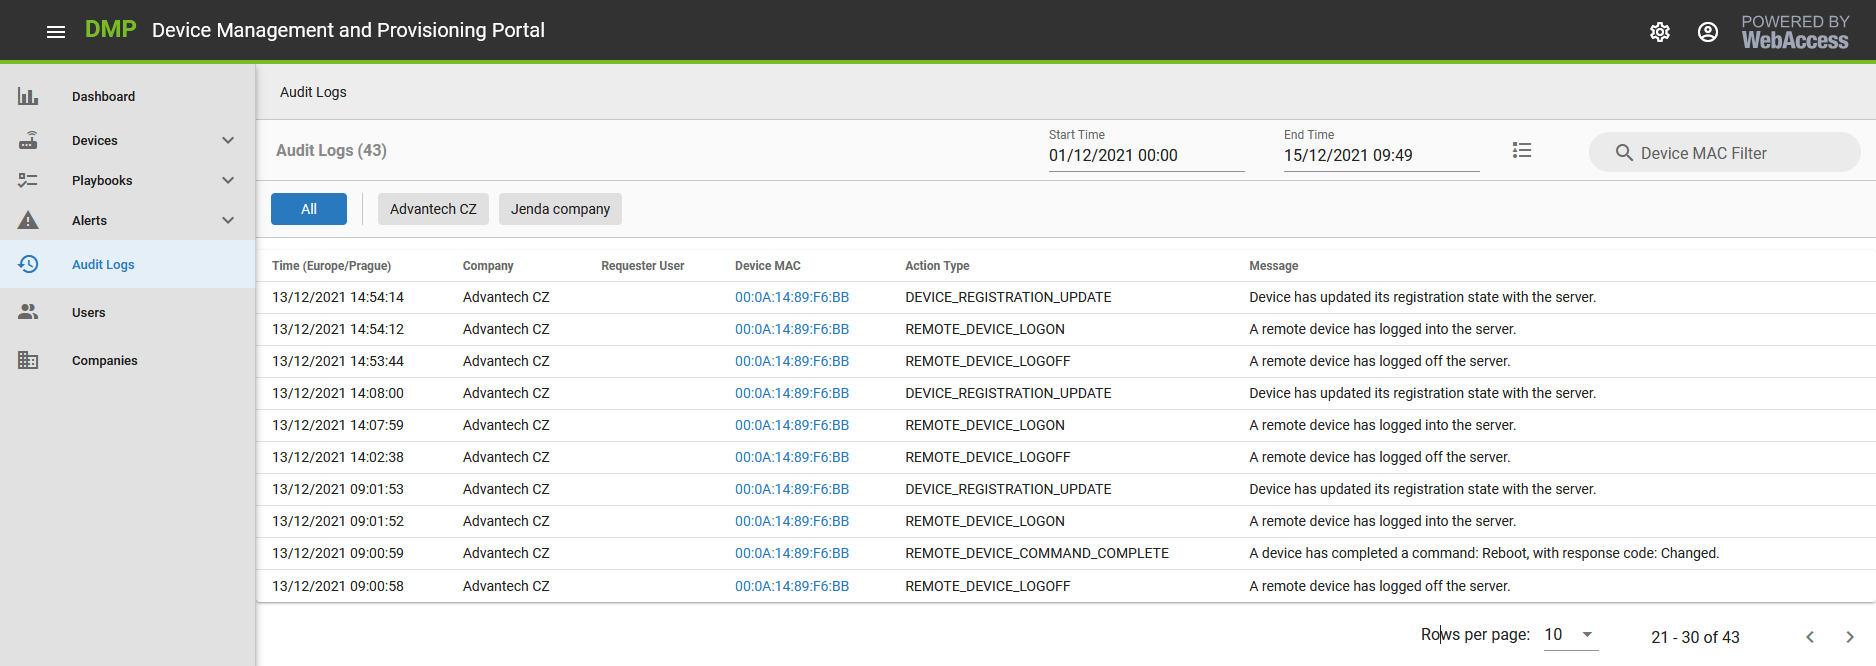 DMP Device Management and Provisioning Portal
POWERED BY
WebAccess
Dashboard
Devices
Playbooks
Alerts
Audit Logs
Users
Companies
Audit Logs
Audit Logs (43)
Start Time
01/12/2021 00:00
End Time
15/12/2021 09:49
Device MAC Filter
All Advantech CZ Jenda company
Time (Europe/Prague) Company Requester User Device MAC Action Type Message
13/12/2021 14:54:14 Advantech CZ 00:0A:14:89:F6:BB DEVICE_REGISTRATION_UPDATE Device has updated its registration state with the server.
13/12/2021 14:54:12 Advantech CZ 00:0A:14:89:F6:BB REMOTE_DEVICE_LOGON A remote device has logged into the server.
13/12/2021 14:53:44 Advantech CZ 00:0A:14:89:F6:BB REMOTE_DEVICE_LOGOFF A remote device has logged off the server.
13/12/2021 14:08:00 Advantech CZ 00:0A:14:89:F6:BB DEVICE_REGISTRATION_UPDATE Device has updated its registration state with the server.
13/12/2021 14:07:59 Advantech CZ 00:0A:14:89:F6:BB REMOTE_DEVICE_LOGON A remote device has logged into the server.
13/12/2021 14:02:38 Advantech CZ 00:0A:14:89:F6:BB REMOTE_DEVICE_LOGOFF A remote device has logged off the server.
13/12/2021 09:01:53 Advantech CZ 00:0A:14:89:F6:BB DEVICE_REGISTRATION_UPDATE Device has updated its registration state with the server.
13/12/2021 09:01:52 Advantech CZ 00:0A:14:89:F6:BB REMOTE_DEVICE_LOGON A remote device has logged into the server.
13/12/2021 09:00:59 Advantech CZ 00:0A:14:89:F6:BB REMOTE_DEVICE_COMMAND_COMPLETE A device has completed a command: Reboot, with response code: Changed.
13/12/2021 09:00:58 Advantech CZ 00:0A:14:89:F6:BB REMOTE_DEVICE_LOGOFF A remote device has logged off the server.
Rows per page: 10 21 - 30 of 43